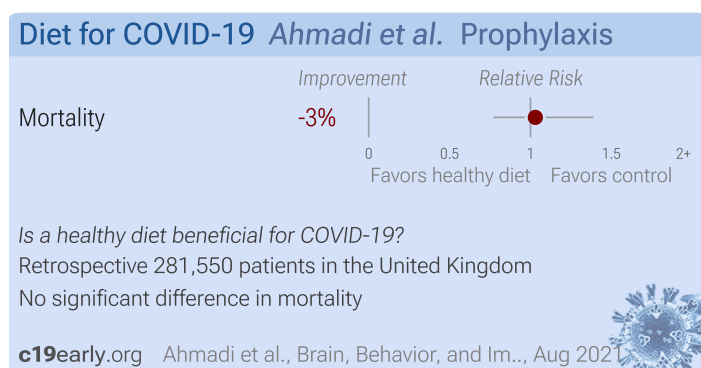 Diet for COVID-19 Ahmadi et al. Prophylaxis
Improvement Relative Risk
Mortality -3%
0 0.5 1 1.5 2+
Favors healthy diet Favors control
Is a healthy diet beneficial for COVID-19?
Retrospective 281,550 patients in the United Kingdom
No significant difference in mortality
c19early.org Ahmadi et al., Brain, Behavior, and Im.., Aug 2021